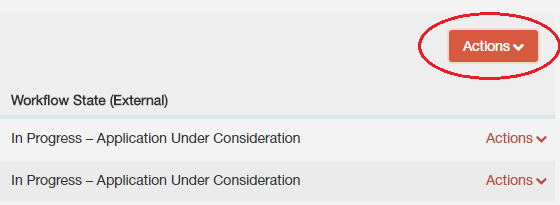 Actions
Workflow State (External)
In Progress – Application Under Consideration Actions
In Progress – Application Under Consideration Actions